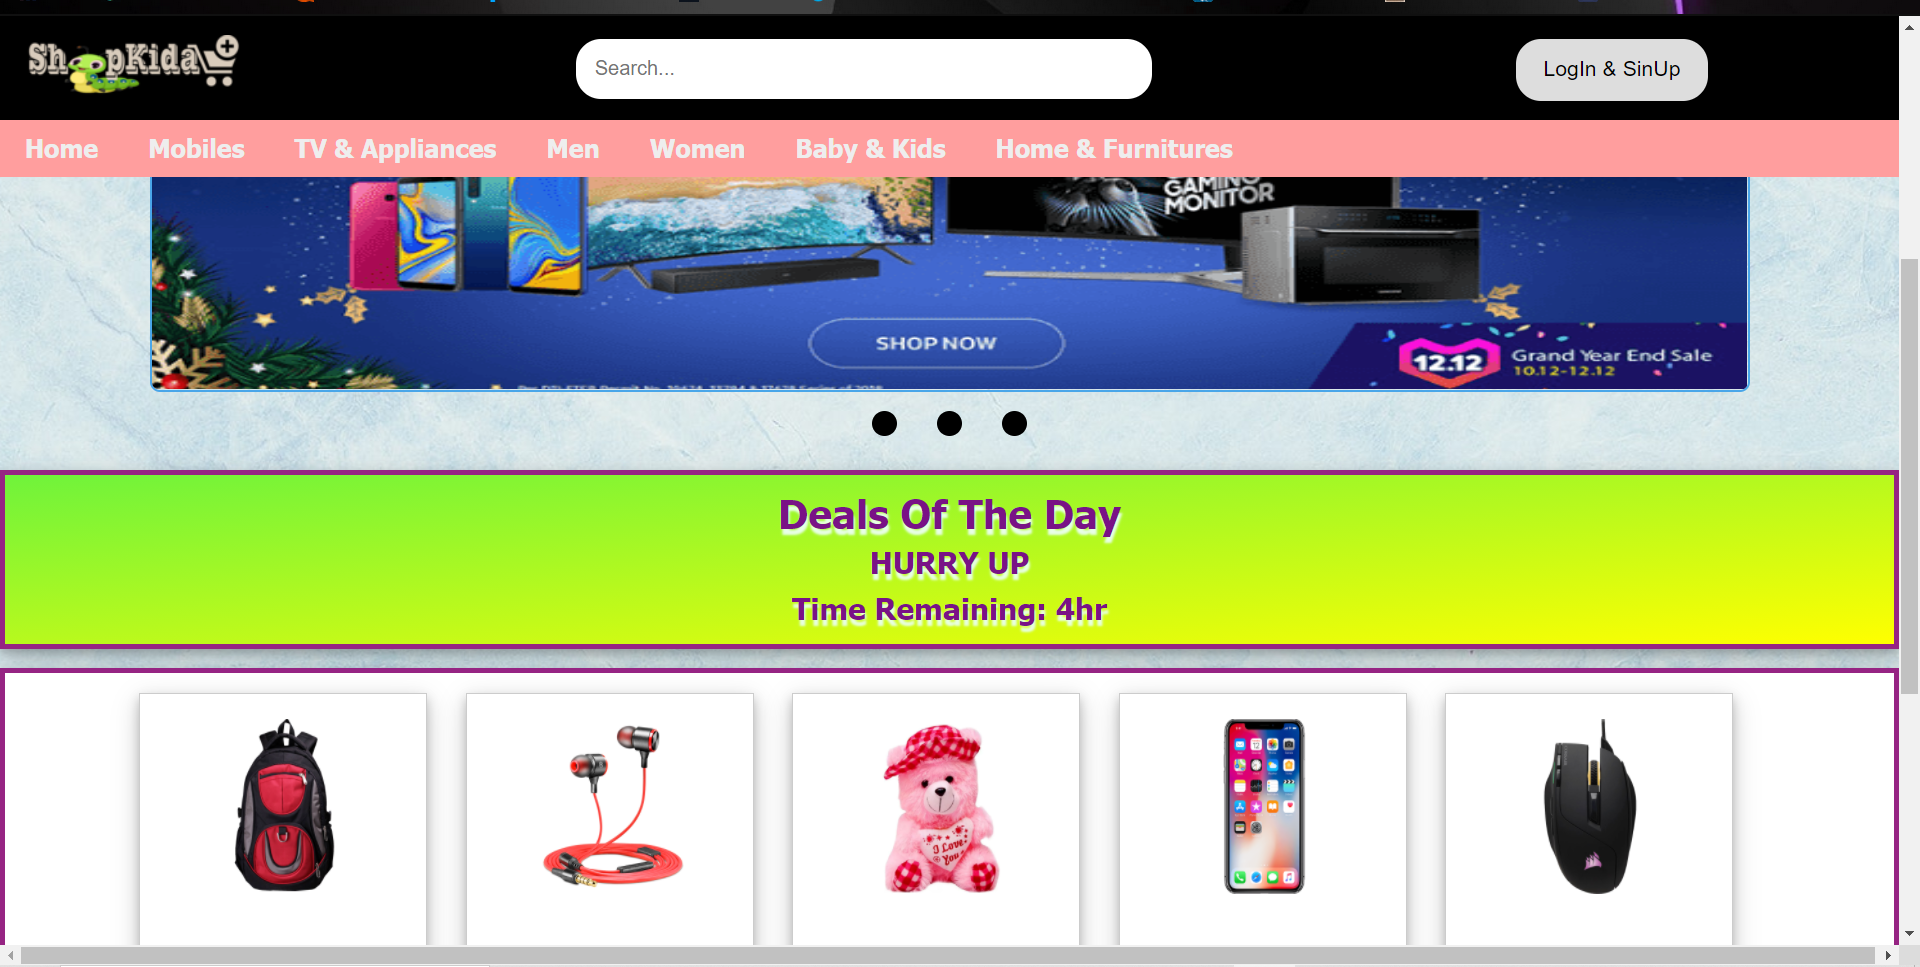 ShopKida
Search...
LogIn & SinUp
Home Mobiles TV & Appliances Men Women Baby & Kids Home & Furnitures
GAMING
MONITOR
SHOP NOW
12.12 Grand Year End Sale
10.12-12.12
Deals Of The Day
HURRY UP
Time Remaining: 4hr
I Love
You